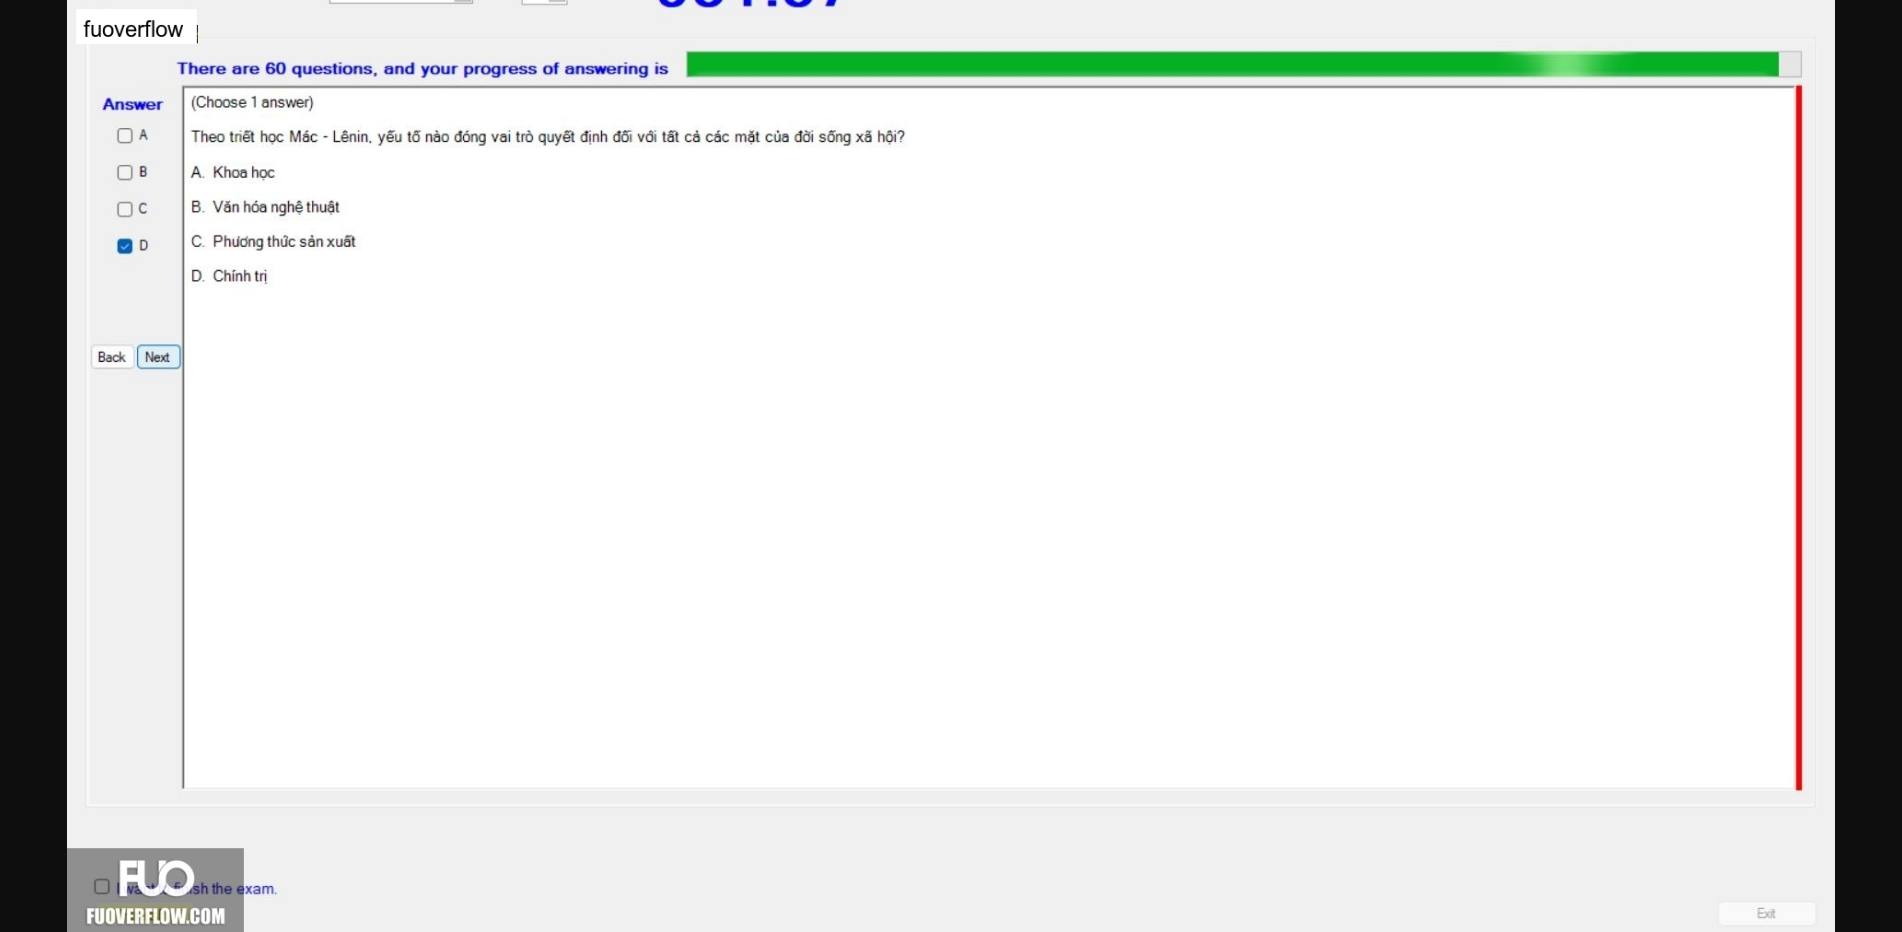 fuoverflow
There are 60 questions, and your progress of answering is
Answer
(Choose 1 answer)
A
Theo triết học Mác - Lênin, yếu tố nào đóng vai trò quyết định đối với tất cả các mặt của đời sống xã hội?
B
A. Khoa học
C
B. Văn hóa nghệ thuật
D
C. Phương thức sản xuất
D. Chính trị
Back Next
FUO
I want finish the exam.
FUOVERFLOW.COM
Exit